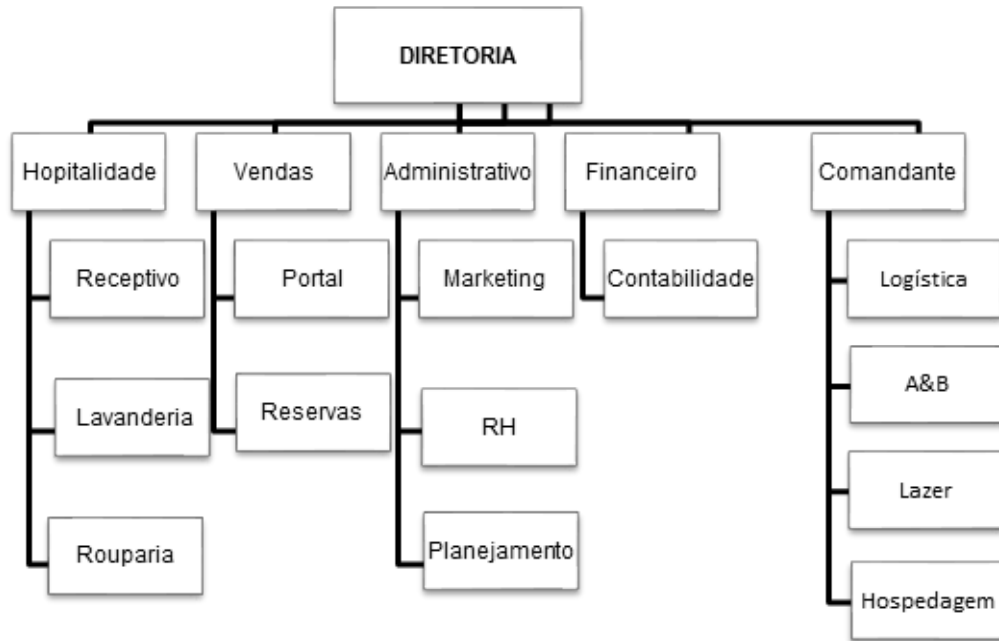 DIRETORIA
Hopitalidade
Vendas
Administrativo
Financeiro
Comandante
Receptivo
Portal
Marketing
Contabilidade
Logística
Lavanderia
Reservas
RH
A&B
Lazer
Rouparia
Planejamento
Hospedagem